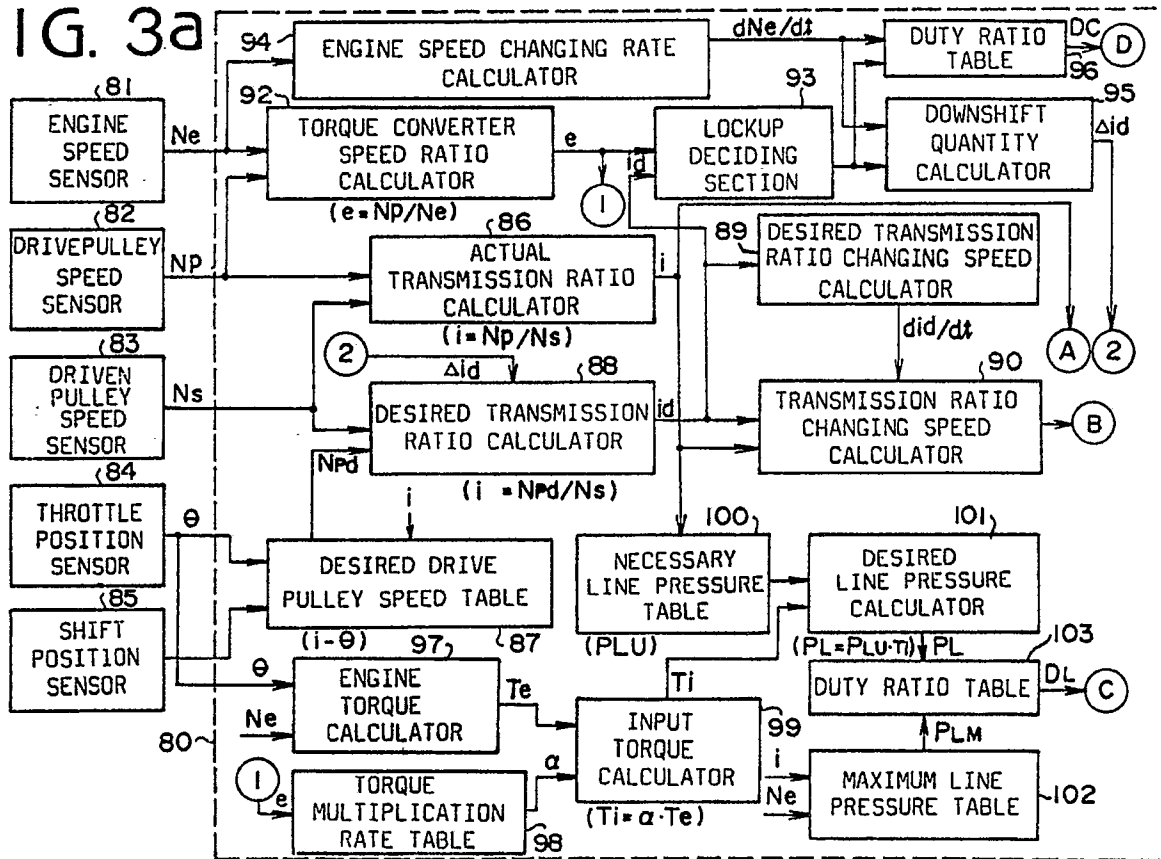 IG. 3a
94
ENGINE SPEED CHANGING RATE
CALCULATOR
dNe/dt
DUTY RATIO
TABLE
DC
D
96
81
ENGINE
SPEED
SENSOR
Ne
92
TORQUE CONVERTER
SPEED RATIO
CALCULATOR
(e=Np/Ne)
e
1
id
93
LOCKUP
DECIDING
SECTION
95
DOWNSHIFT
QUANTITY
CALCULATOR
Δid
82
DRIVEPULLEY
SPEED
SENSOR
Np
86
ACTUAL
TRANSMISSION RATIO
CALCULATOR
(i=Np/Ns)
i
89
DESIRED TRANSMISSION
RATIO CHANGING SPEED
CALCULATOR
did/dt
A
2
83
DRIVEN
PULLEY
SPEED
SENSOR
Ns
2
Δid
88
DESIRED TRANSMISSION
RATIO CALCULATOR
id
(i =NPd/Ns)
NPd
90
TRANSMISSION RATIO
CHANGING SPEED
CALCULATOR
B
84
THROTTLE
POSITION
SENSOR
θ
i
DESIRED DRIVE
PULLEY SPEED TABLE
(i-θ)
87
100
NECESSARY
LINE PRESSURE
TABLE
(PLU)
101
DESIRED
LINE PRESSURE
CALCULATOR
(PL=PLU·Ti)
PL
85
SHIFT
POSITION
SENSOR
θ
Ne
97
ENGINE
TORQUE
CALCULATOR
Te
Ti
103
DUTY RATIO TABLE
DL
C
80
1
e
TORQUE
MULTIPLICATION
RATE TABLE
98
α
INPUT
TORQUE
CALCULATOR
(Ti=α·Te)
99
i
Ne
PLM
MAXIMUM LINE
PRESSURE TABLE
102